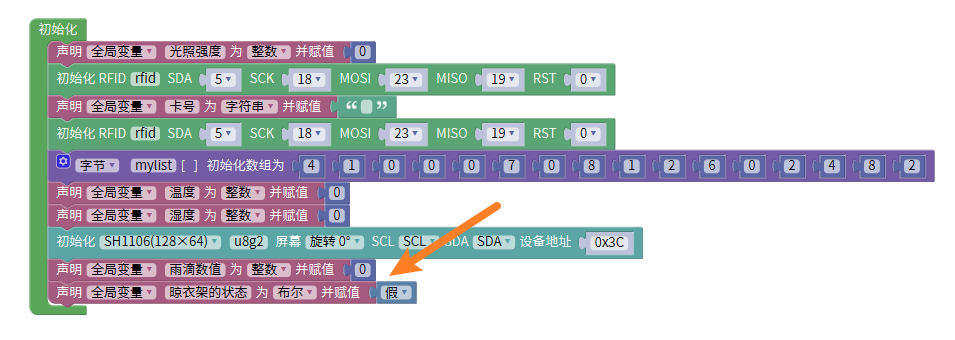 初始化
声明 全局变量 光照强度 为 整数 并赋值 0
初始化 RFID rfid SDA 5 SCK 18 MOSI 23 MISO 19 RST 0
声明 全局变量 卡号 为 字符串 并赋值 “ ”
初始化 RFID rfid SDA 5 SCK 18 MOSI 23 MISO 19 RST 0
字节 mylist [ ] 初始化数组为 4 1 0 0 0 7 0 8 1 2 6 0 2 4 8 2
声明 全局变量 温度 为 整数 并赋值 0
声明 全局变量 湿度 为 整数 并赋值 0
初始化 SH1106(128×64) u8g2 屏幕 旋转 0° SCL SCL SDA SDA 设备地址 0x3C
声明 全局变量 雨滴数值 为 整数 并赋值 0
声明 全局变量 晾衣架的状态 为 布尔 并赋值 假